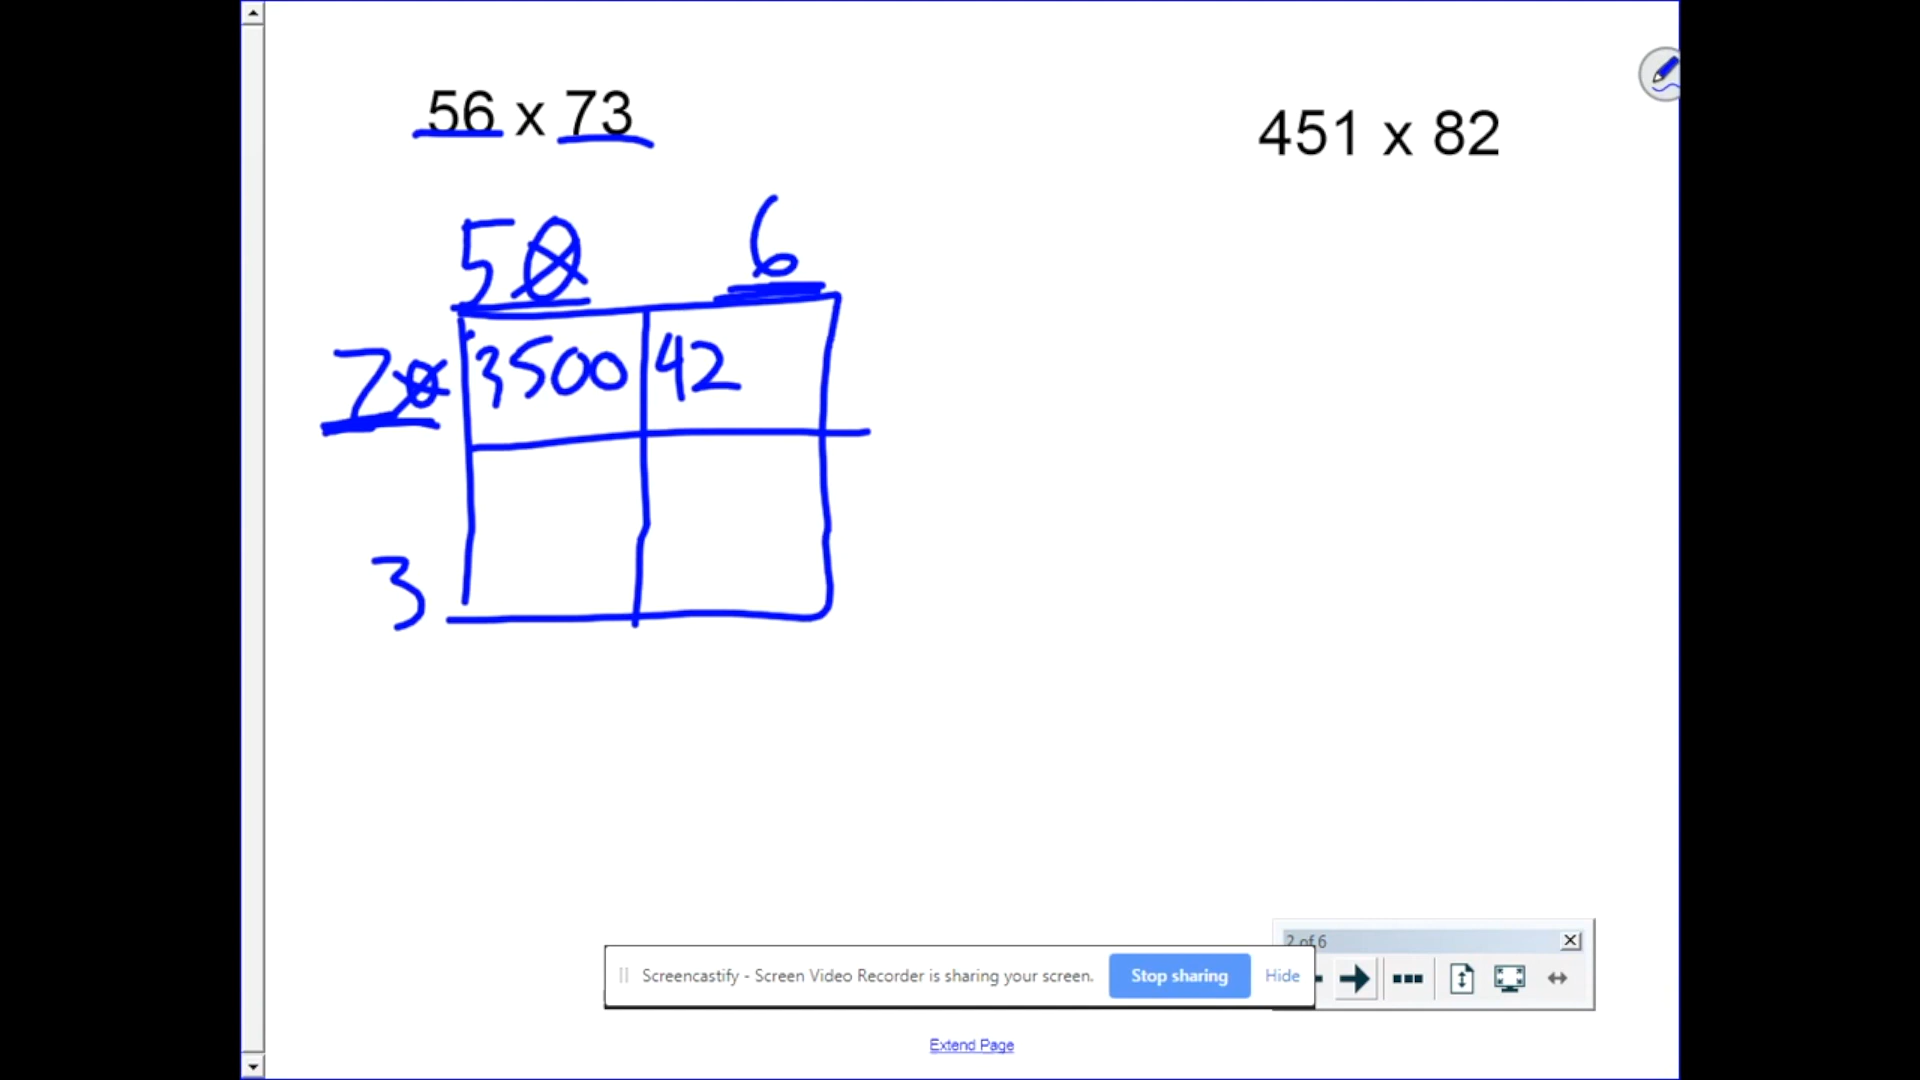 56 x 73
451 x 82
50 6
70 3500 42
3
2 of 6
Screencastify - Screen Video Recorder is sharing your screen. Stop sharing Hide
Extend Page